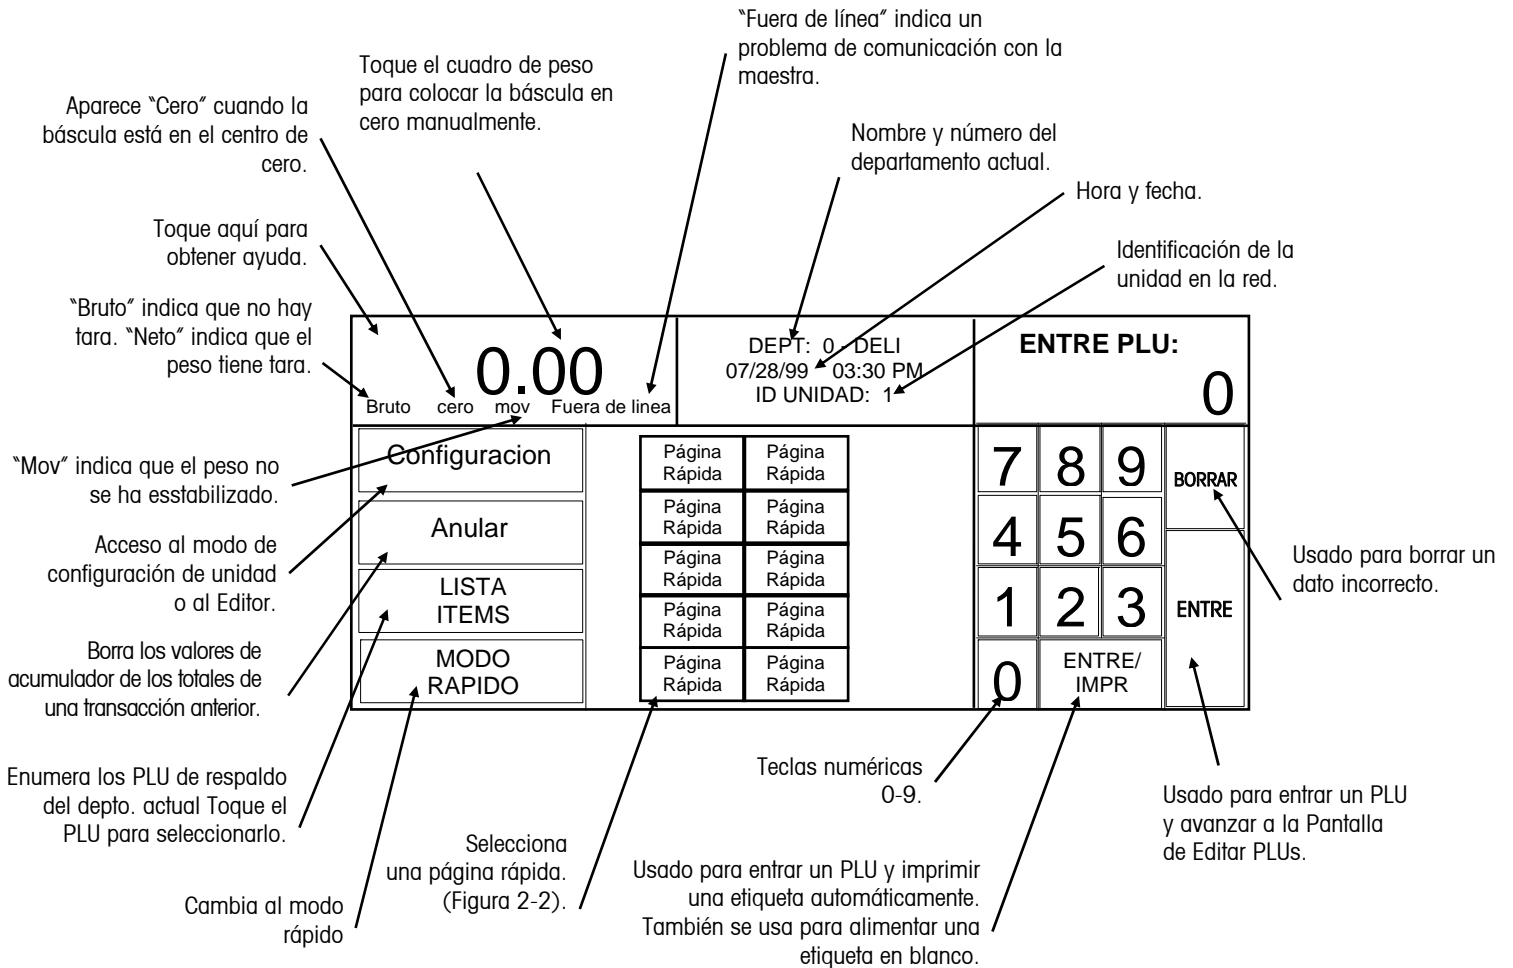 “Fuera de línea” indica un
problema de comunicación con la
maestra.
Toque el cuadro de peso
para colocar la báscula en
cero manualmente.
Aparece “Cero” cuando la
báscula está en el centro de
cero.
Nombre y número del
departamento actual.
Hora y fecha.
Toque aquí para
obtener ayuda.
Identificación de la
unidad en la red.
“Bruto” indica que no hay
tara. “Neto” indica que el
peso tiene tara.
0.00
Bruto cero mov Fuera de linea
DEPT: 0 - DELI
07/28/99 03:30 PM
ID UNIDAD: 1
ENTRE PLU:
0
“Mov” indica que el peso no
se ha esstabilizado.
Acceso al modo de
configuración de unidad
o al Editor.
Borra los valores de
acumulador de los totales de
una transacción anterior.
Enumera los PLU de respaldo
del depto. actual Toque el
PLU para seleccionarlo.
Cambia al modo
rápido
Configuracion
Anular
LISTA
ITEMS
MODO
RAPIDO
Página Página
Rápida Rápida
Página Página
Rápida Rápida
Página Página
Rápida Rápida
Página Página
Rápida Rápida
Página Página
Rápida Rápida
7 8 9 BORRAR
4 5 6
1 2 3 ENTRE
0 ENTRE/
IMPR
Usado para borrar un
dato incorrecto.
Selecciona
una página rápida.
(Figura 2-2).
Teclas numéricas
0-9.
Usado para entrar un PLU y imprimir
una etiqueta automáticamente.
También se usa para alimentar una
etiqueta en blanco.
Usado para entrar un PLU
y avanzar a la Pantalla
de Editar PLUs.